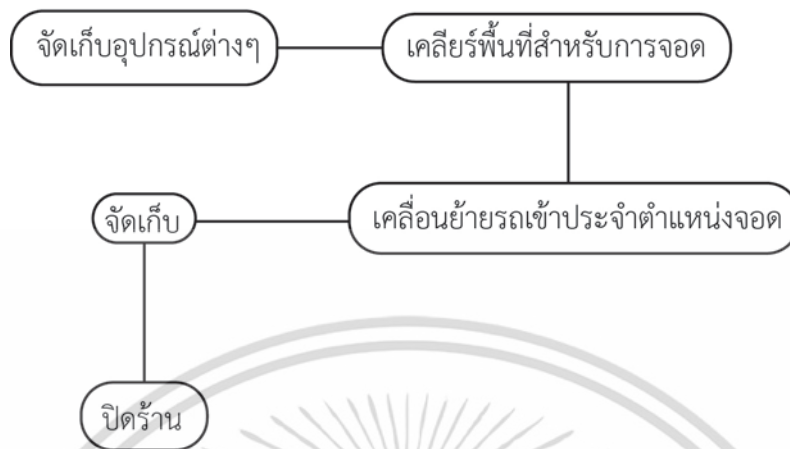 จัดเก็บอุปกรณ์ต่างๆ
เคลียร์พื้นที่สำหรับการจอด
เคลื่อนย้ายรถเข้าประจำตำแหน่งจอด
จัดเก็บ
ปิดร้าน